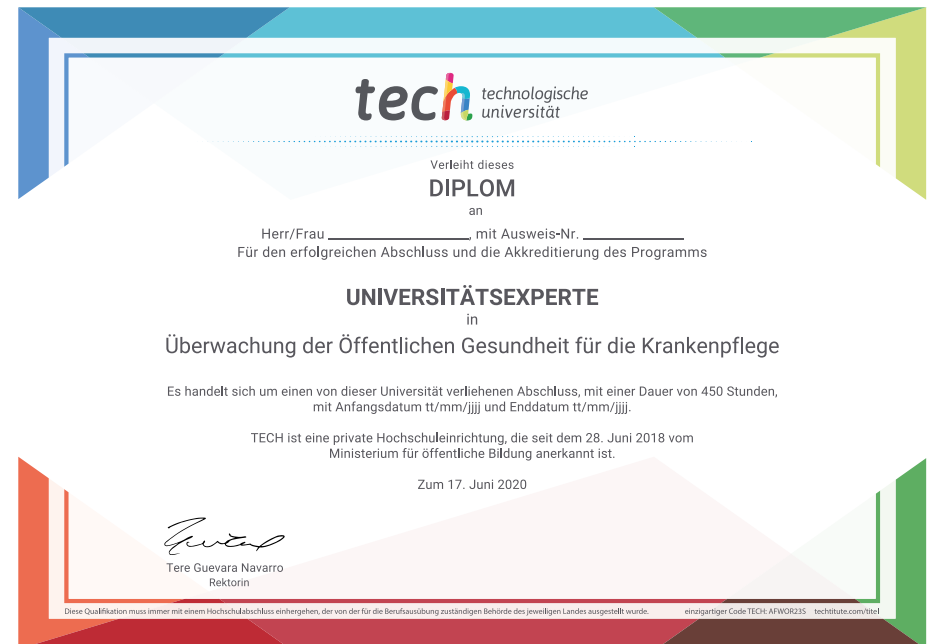 tech technologische
universität
Verleiht dieses
DIPLOM
an
Herr/Frau ____________________, mit Ausweis-Nr. ______________
Für den erfolgreichen Abschluss und die Akkreditierung des Programms
UNIVERSITÄTSEXPERTE
in
Überwachung der Öffentlichen Gesundheit für die Krankenpflege
Es handelt sich um einen von dieser Universität verliehenen Abschluss, mit einer Dauer von 450 Stunden,
mit Anfangsdatum tt/mm/jjjj und Enddatum tt/mm/jjjj.
TECH ist eine private Hochschuleinrichtung, die seit dem 28. Juni 2018 vom
Ministerium für öffentliche Bildung anerkannt ist.
Zum 17. Juni 2020
Tere Guevara Navarro
Rektorin
Diese Qualifikation muss immer mit einem Hochschulabschluss einhergehen, der von der für die Berufsausübung zuständigen Behörde des jeweiligen Landes ausgestellt wurde. einzigartiger Code TECH: AFWOR23S techtitute.com/titel